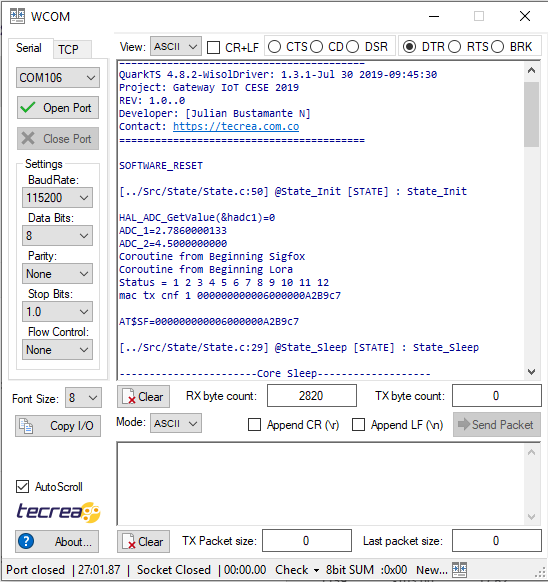 WCOM
Serial
TCP
View: ASCII CR+LF CTS CD DSR DTR RTS BRK
COM106
Open Port
Close Port
Settings
BaudRate:
115200
Data Bits:
8
Parity:
None
Stop Bits:
1.0
Flow Control:
None
========================================
QuarkTS 4.8.2-WisolDriver: 1.3.1-Jul 30 2019-09:45:30
Project: Gateway IoT CESE 2019
REV: 1.0..0
Developer: [Julian Bustamante N]
Contact: https://tecrea.com.co
========================================
SOFTWARE_RESET
[../Src/State/State.c:50] @State_Init [STATE] : State_Init
HAL_ADC_GetValue(&hadc1)=0
ADC_1=2.7860000133
ADC_2=4.5000000000
Coroutine from Beginning Sigfox
Coroutine from Beginning Lora
Status = 1 2 3 4 5 6 7 8 9 10 11 12
mac tx cnf 1 000000000006000000A2B9c7
AT$SF=000000000006000000A2B9c7
[../Src/State/State.c:29] @State_Sleep [STATE] : State_Sleep
-----------------------Core Sleep-------------------
Font Size: 8
Clear RX byte count: 2820 TX byte count: 0
Copy I/O
Mode: ASCII Append CR (\r) Append LF (\n) Send Packet
AutoScroll
tecrea
About...
Clear TX Packet size: 0 Last packet size: 0
Port closed | 27:01.87 | Socket Closed | 00:00.00 Check 8bit SUM :0x00 New...